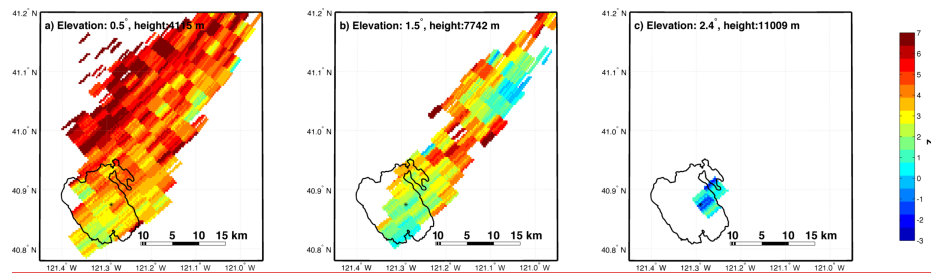 a) Elevation: 0.5°, height:4115 m
41.2° N
41.1° N
41.0° N
40.9° N
40.8° N
10 5 10 15 km
121.4° W 121.3° W 121.2° W 121.1° W 121.0° W
b) Elevation: 1.5°, height:7742 m
41.2° N
41.1° N
41.0° N
40.9° N
40.8° N
10 5 10 15 km
121.4° W 121.3° W 121.2° W 121.1° W 121.0° W
c) Elevation: 2.4°, height:11009 m
41.2° N
41.1° N
41.0° N
40.9° N
40.8° N
10 5 10 15 km
121.4° W 121.3° W 121.2° W 121.1° W 121.0° W
7
6
5
4
3
2
1
0
-1
-2
-3